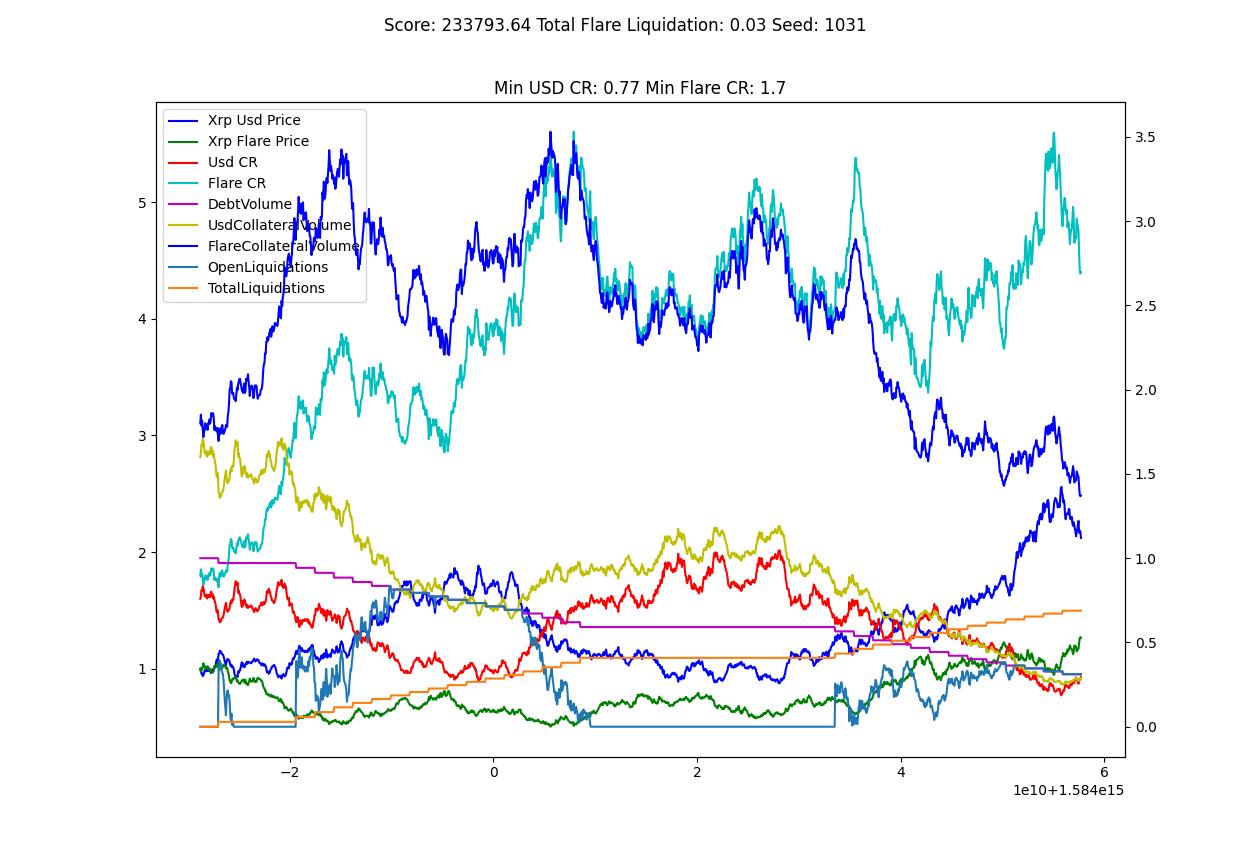 Score: 233793.64 Total Flare Liquidation: 0.03 Seed: 1031
Min USD CR: 0.77 Min Flare CR: 1.7
Xrp Usd Price
Xrp Flare Price
Usd CR
Flare CR
DebtVolume
UsdCollateralVolume
FlareCollateralVolume
OpenLiquidations
TotalLiquidations
5
4
3
2
1
3.5
3.0
2.5
2.0
1.5
1.0
0.5
0.0
−2 0 2 4 6
1e10+1.584e15